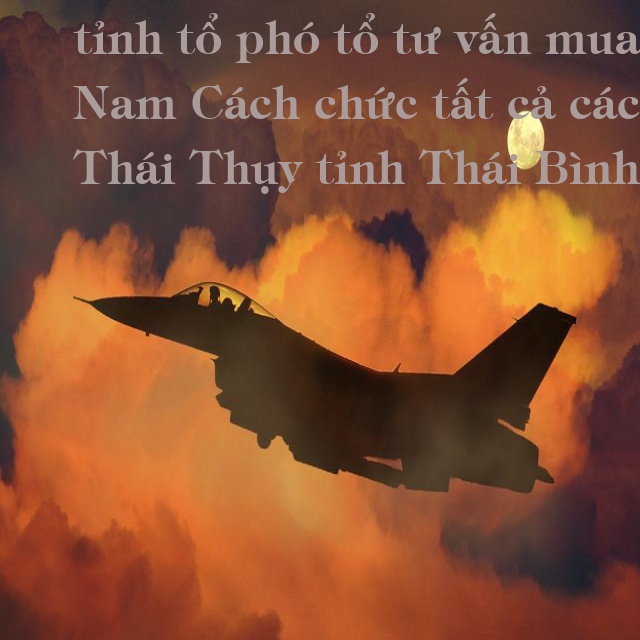 tỉnh tổ phó tổ tư vấn mua
Nam Cách chức tất cả các
Thái Thụy tỉnh Thái Bình